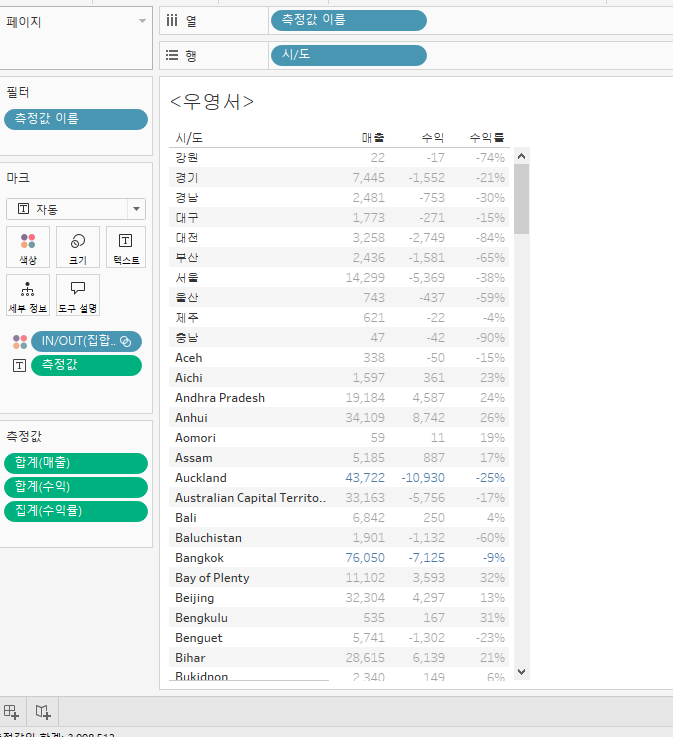 페이지
열
측정값 이름
행
시/도
필터
측정값 이름
마크
자동
색상
크기
텍스트
세부 정보
도구 설명
IN/OUT(집합..
측정값
측정값
합계(매출)
합계(수익)
집계(수익률)
<우영서>
시/도 매출 수익 수익률
강원 22 -17 -74%
경기 7,445 -1,552 -21%
경남 2,481 -753 -30%
대구 1,773 -271 -15%
대전 3,258 -2,749 -84%
부산 2,436 -1,581 -65%
서울 14,299 -5,369 -38%
울산 743 -437 -59%
제주 621 -22 -4%
충남 47 -42 -90%
Aceh 338 -50 -15%
Aichi 1,597 361 23%
Andhra Pradesh 19,184 4,587 24%
Anhui 34,109 8,742 26%
Aomori 59 11 19%
Assam 5,185 887 17%
Auckland 43,722 -10,930 -25%
Australian Capital Territo.. 33,163 -5,756 -17%
Bali 6,842 250 4%
Baluchistan 1,901 -1,132 -60%
Bangkok 76,050 -7,125 -9%
Bay of Plenty 11,102 3,593 32%
Beijing 32,304 4,297 13%
Bengkulu 535 167 31%
Benguet 5,741 -1,302 -23%
Bihar 28,615 6,139 21%
Bukidnon 2,340 149 6%